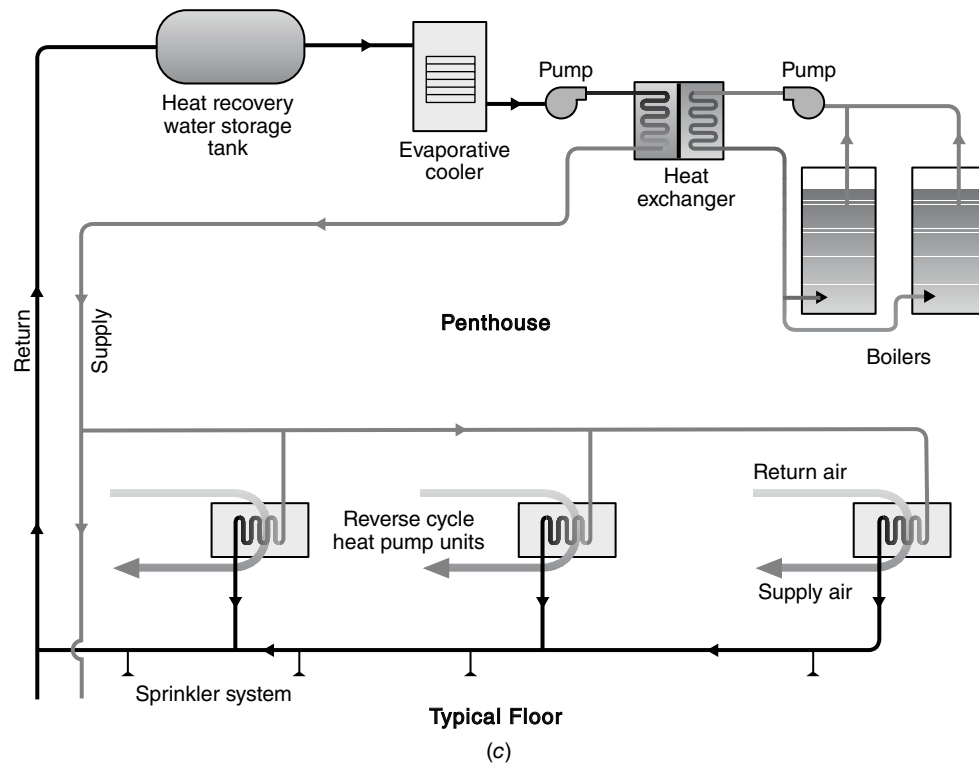 Pump
Pump
Heat recovery
water storage
tank
Evaporative
cooler
Heat
exchanger
Return
Supply
Penthouse
Boilers
Return air
Reverse cycle
heat pump units
Supply air
Sprinkler system
Typical Floor
(c)